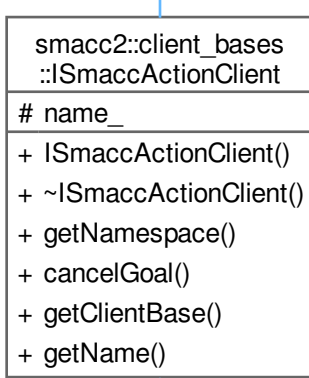 smacc2::client_bases
::ISmaccActionClient
# name_
+ ISmaccActionClient()
+ ~ISmaccActionClient()
+ getNamespace()
+ cancelGoal()
+ getClientBase()
+ getName()